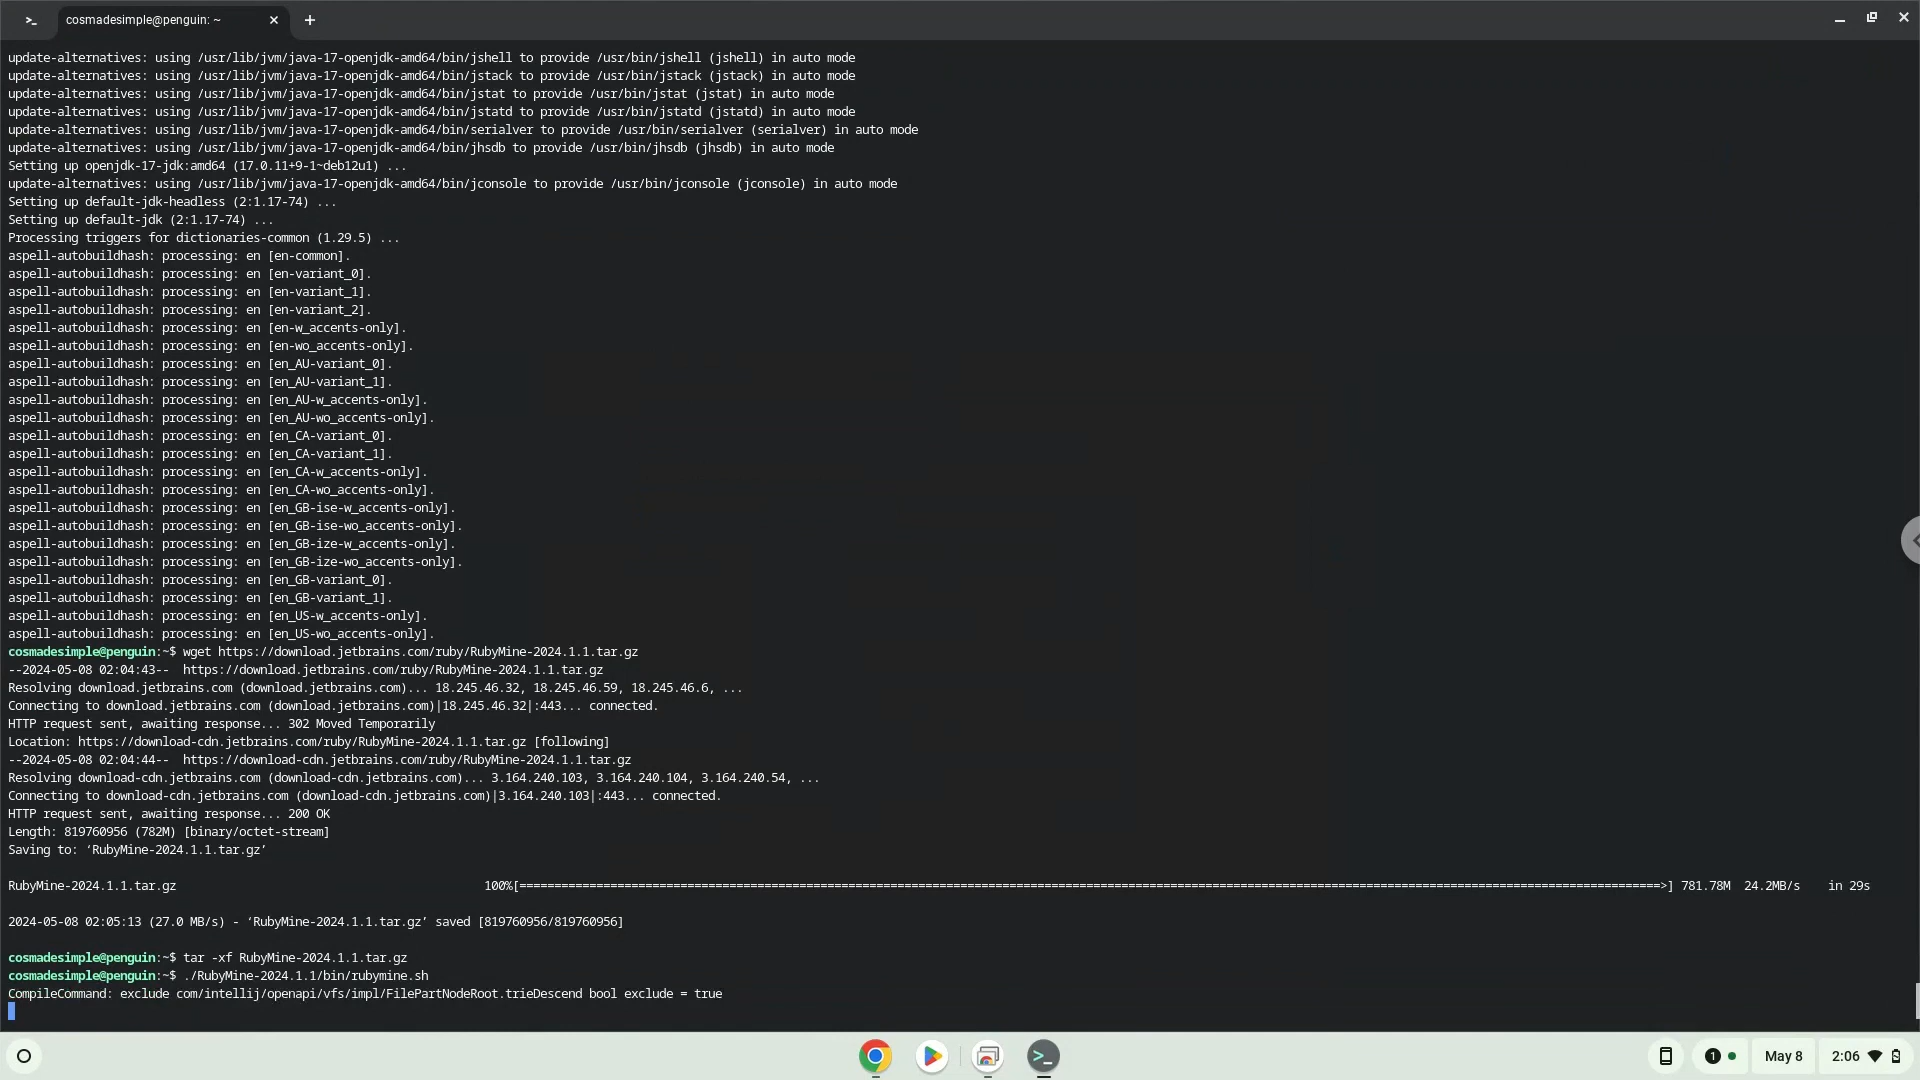 cosmadesimple@penguin: ~
update-alternatives: using /usr/lib/jvm/java-17-openjdk-amd64/bin/jshell to provide /usr/bin/jshell (jshell) in auto mode
update-alternatives: using /usr/lib/jvm/java-17-openjdk-amd64/bin/jstack to provide /usr/bin/jstack (jstack) in auto mode
update-alternatives: using /usr/lib/jvm/java-17-openjdk-amd64/bin/jstat to provide /usr/bin/jstat (jstat) in auto mode
update-alternatives: using /usr/lib/jvm/java-17-openjdk-amd64/bin/jstatd to provide /usr/bin/jstatd (jstatd) in auto mode
update-alternatives: using /usr/lib/jvm/java-17-openjdk-amd64/bin/serialver to provide /usr/bin/serialver (serialver) in auto mode
update-alternatives: using /usr/lib/jvm/java-17-openjdk-amd64/bin/jhsdb to provide /usr/bin/jhsdb (jhsdb) in auto mode
Setting up openjdk-17-jdk:amd64 (17.0.11+9-1~deb12u1) ...
update-alternatives: using /usr/lib/jvm/java-17-openjdk-amd64/bin/jconsole to provide /usr/bin/jconsole (jconsole) in auto mode
Setting up default-jdk-headless (2:1.17-74) ...
Setting up default-jdk (2:1.17-74) ...
Processing triggers for dictionaries-common (1.29.5) ...
aspell-autobuildhash: processing: en [en-common].
aspell-autobuildhash: processing: en [en-variant_0].
aspell-autobuildhash: processing: en [en-variant_1].
aspell-autobuildhash: processing: en [en-variant_2].
aspell-autobuildhash: processing: en [en-w_accents-only].
aspell-autobuildhash: processing: en [en-wo_accents-only].
aspell-autobuildhash: processing: en [en_AU-variant_0].
aspell-autobuildhash: processing: en [en_AU-variant_1].
aspell-autobuildhash: processing: en [en_AU-w_accents-only].
aspell-autobuildhash: processing: en [en_AU-wo_accents-only].
aspell-autobuildhash: processing: en [en_CA-variant_0].
aspell-autobuildhash: processing: en [en_CA-variant_1].
aspell-autobuildhash: processing: en [en_CA-w_accents-only].
aspell-autobuildhash: processing: en [en_CA-wo_accents-only].
aspell-autobuildhash: processing: en [en_GB-ise-w_accents-only].
aspell-autobuildhash: processing: en [en_GB-ise-wo_accents-only].
aspell-autobuildhash: processing: en [en_GB-ize-w_accents-only].
aspell-autobuildhash: processing: en [en_GB-ize-wo_accents-only].
aspell-autobuildhash: processing: en [en_GB-variant_0].
aspell-autobuildhash: processing: en [en_GB-variant_1].
aspell-autobuildhash: processing: en [en_US-w_accents-only].
aspell-autobuildhash: processing: en [en_US-wo_accents-only].
cosmadesimple@penguin:~$ wget https://download.jetbrains.com/ruby/RubyMine-2024.1.1.tar.gz
--2024-05-08 02:04:43--  https://download.jetbrains.com/ruby/RubyMine-2024.1.1.tar.gz
Resolving download.jetbrains.com (download.jetbrains.com)... 18.245.46.32, 18.245.46.59, 18.245.46.6, ...
Connecting to download.jetbrains.com (download.jetbrains.com)|18.245.46.32|:443... connected.
HTTP request sent, awaiting response... 302 Moved Temporarily
Location: https://download-cdn.jetbrains.com/ruby/RubyMine-2024.1.1.tar.gz [following]
--2024-05-08 02:04:44--  https://download-cdn.jetbrains.com/ruby/RubyMine-2024.1.1.tar.gz
Resolving download-cdn.jetbrains.com (download-cdn.jetbrains.com)... 3.164.240.103, 3.164.240.104, 3.164.240.54, ...
Connecting to download-cdn.jetbrains.com (download-cdn.jetbrains.com)|3.164.240.103|:443... connected.
HTTP request sent, awaiting response... 200 OK
Length: 819760956 (782M) [binary/octet-stream]
Saving to: ‘RubyMine-2024.1.1.tar.gz’
RubyMine-2024.1.1.tar.gz 100%[===================>] 781.78M 24.2MB/s in 29s
2024-05-08 02:05:13 (27.0 MB/s) - ‘RubyMine-2024.1.1.tar.gz’ saved [819760956/819760956]
cosmadesimple@penguin:~$ tar -xf RubyMine-2024.1.1.tar.gz
cosmadesimple@penguin:~$ ./RubyMine-2024.1.1/bin/rubymine.sh
CompileCommand: exclude com/intellij/openapi/vfs/impl/FilePartNodeRoot.trieDescend bool exclude = true
1 May 8 2:06